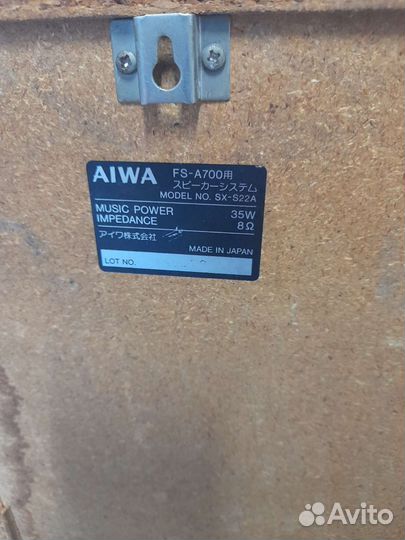 AIWA FS-A700用
スピーカーシステム
MODEL NO. SX-S22A
MUSIC POWER 35W
IMPEDANCE 8Ω
アイワ株式会社
MADE IN JAPAN
LOT NO.
Avito